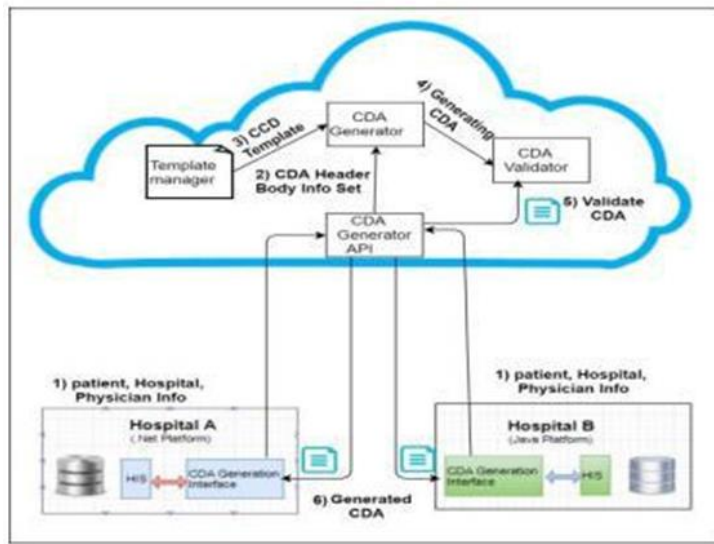 4) Generating
CDA
3) CCD
Template
CDA
Generator
CDA
Validator
Template
manager
2) CDA Header
Body Info Set
5) Validate
CDA
CDA
Generator
API
1) patient, Hospital,
Physician Info
1) patient, Hospital,
Physician Info
Hospital A
(.Net Platform)
HIS
CDA Generation
Interface
Hospital B
(Java Platform)
CDA Generation
Interface
HIS
6) Generated
CDA